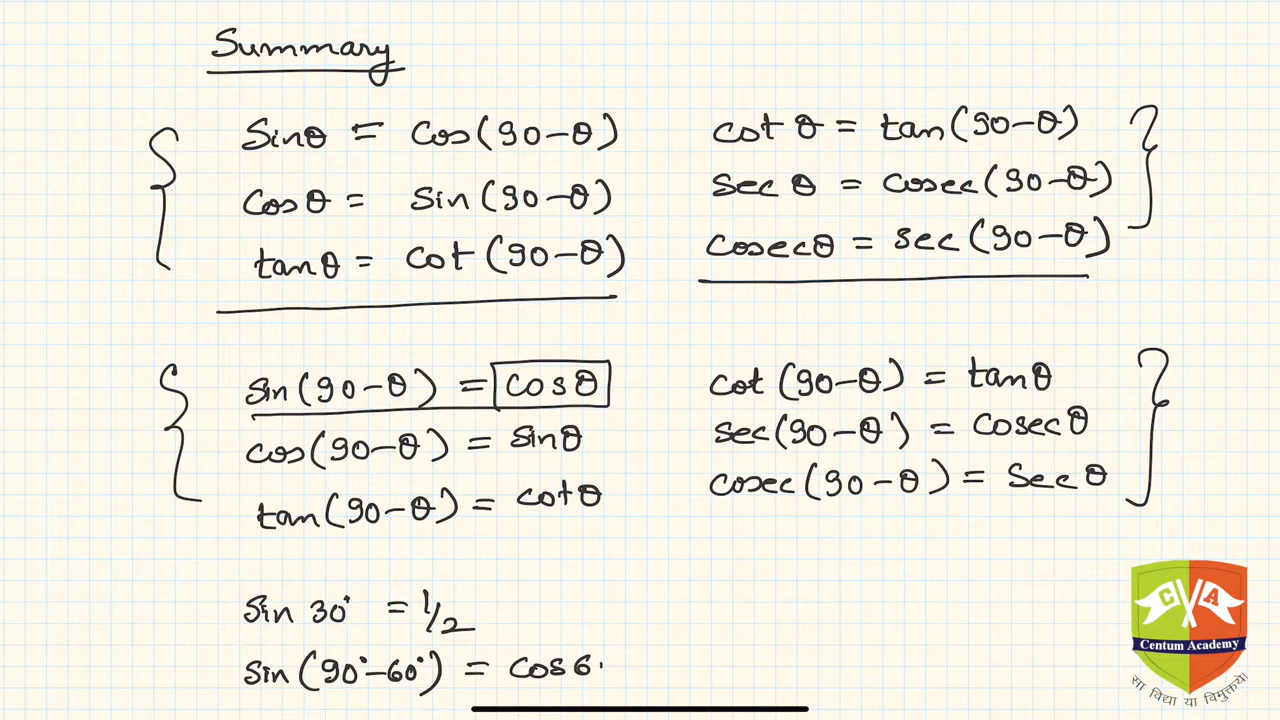 Summary
Sinθ = Cos(90-θ)
Cosθ = Sin(90-θ)
tanθ = Cot(90-θ)
cot θ = tan(90-θ)
Sec θ = Cosec(90-θ)
Cosecθ = Sec(90-θ)
Sin(90-θ) = Cosθ
Cos(90-θ) = Sinθ
tan(90-θ) = Cotθ
Cot(90-θ) = tanθ
Sec(90-θ) = Cosecθ
Cosec(90-θ) = Secθ
Sin 30° = 1/2
Sin(90°-60°) = Cos6·
C A
Centum Academy
सा विद्या या विमुक्तये